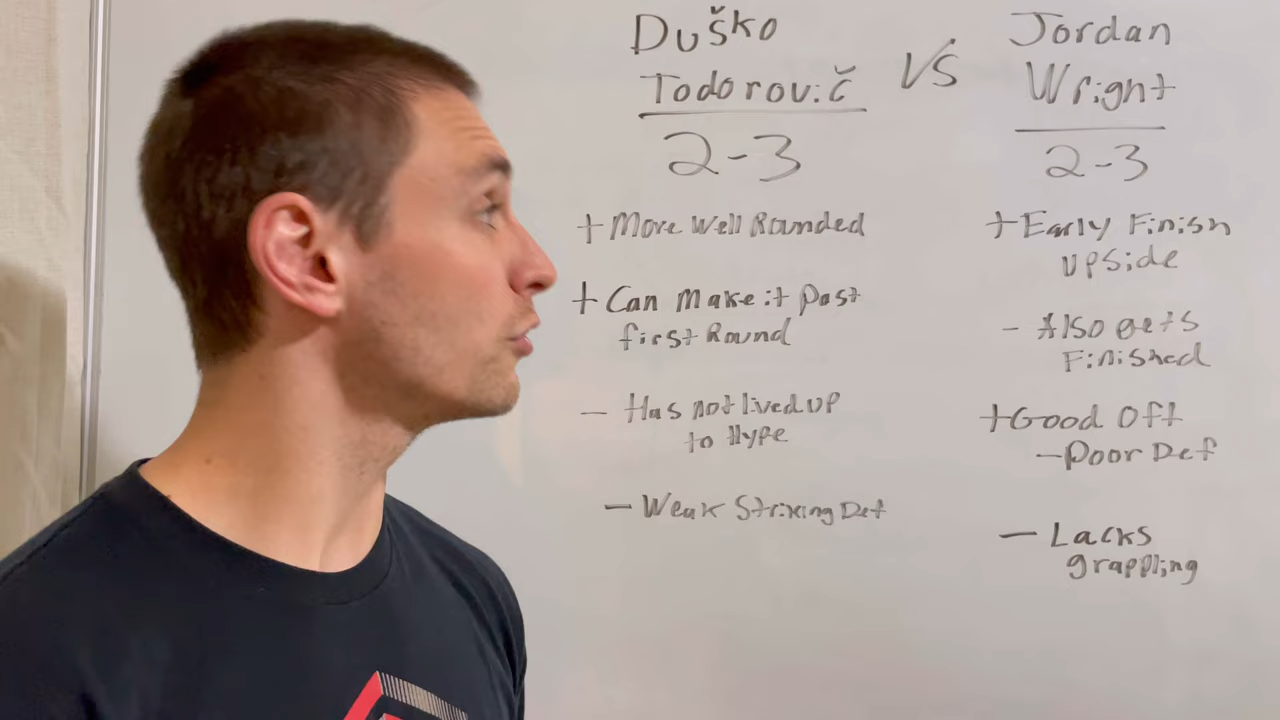 Duško
Todorovič
2-3
+ More Well Rounded
+ Can Make it Past
first Round
- Has not lived up
to Hype
- Weak Striking Def
VS
Jordan
Wright
2-3
+ Early Finish
upside
- Also gets
Finished
+ Good Off
- Poor Def
- Lacks
grappling